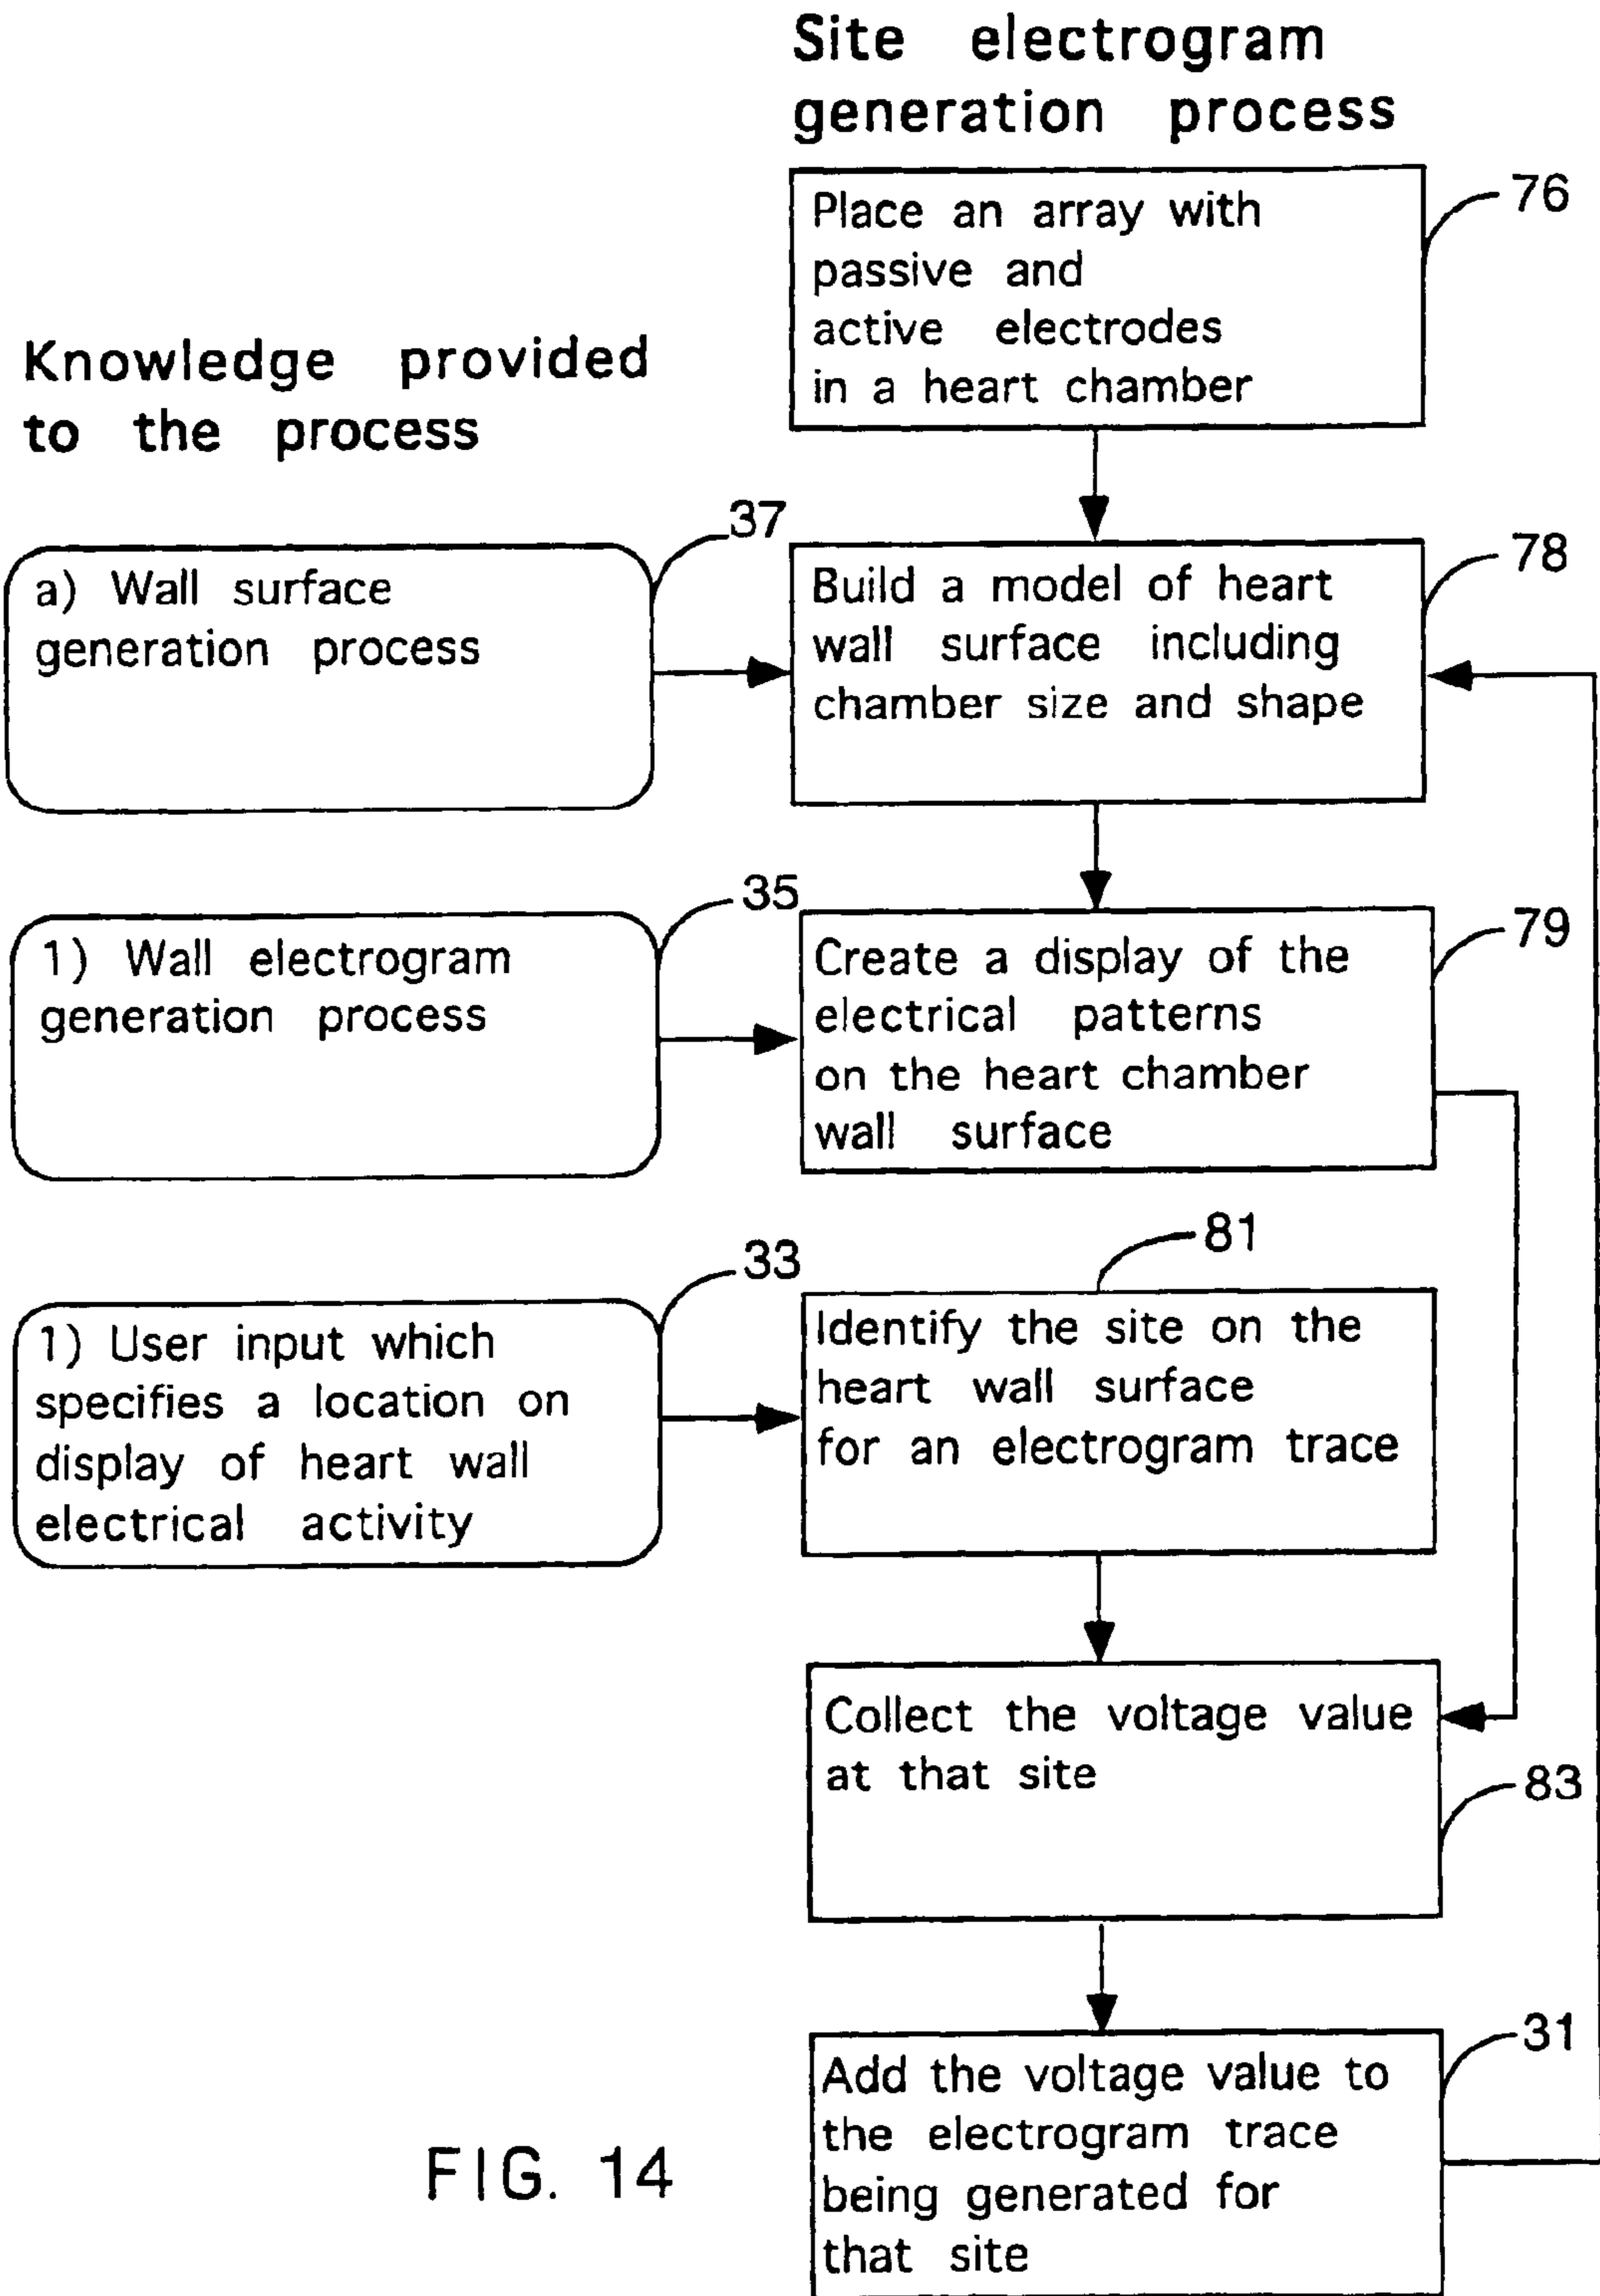 Site electrogram
generation process
Place an array with
passive and
active electrodes
in a heart chamber
76
Knowledge provided
to the process
a) Wall surface
generation process
37
Build a model of heart
wall surface including
chamber size and shape
78
1) Wall electrogram
generation process
35
Create a display of the
electrical patterns
on the heart chamber
wall surface
79
1) User input which
specifies a location on
display of heart wall
electrical activity
33
Identify the site on the
heart wall surface
for an electrogram trace
81
Collect the voltage value
at that site
83
Add the voltage value to
the electrogram trace
being generated for
that site
31
FIG. 14